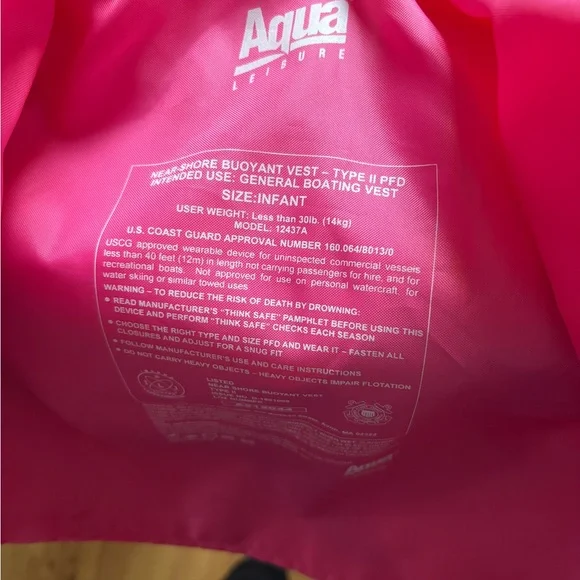 Aqua
LEISURE
NEAR-SHORE BUOYANT VEST – TYPE II PFD
INTENDED USE: GENERAL BOATING VEST
SIZE:INFANT
USER WEIGHT: Less than 30lb. (14kg)
MODEL: 12437A
U.S. COAST GUARD APPROVAL NUMBER 160.064/8013/0
USCG approved wearable device for uninspected commercial vessels
less than 40 feet (12m) in length not carrying passengers for hire, and for
recreational boats. Not approved for use on personal watercraft. for
water skiing or similar towed uses
WARNING – TO REDUCE THE RISK OF DEATH BY DROWNING:
• READ MANUFACTURER'S "THINK SAFE" PAMPHLET BEFORE USING THIS
DEVICE AND PERFORM "THINK SAFE" CHECKS EACH SEASON
• CHOOSE THE RIGHT TYPE AND SIZE PFD AND WEAR IT – FASTEN ALL
CLOSURES AND ADJUST FOR A SNUG FIT
• FOLLOW MANUFACTURER'S USE AND CARE INSTRUCTIONS
• DO NOT CARRY HEAVY OBJECTS – HEAVY OBJECTS IMPAIR FLOTATION
LISTED
NEAR SHORE BUOYANT VEST
TYPE II
Aqua